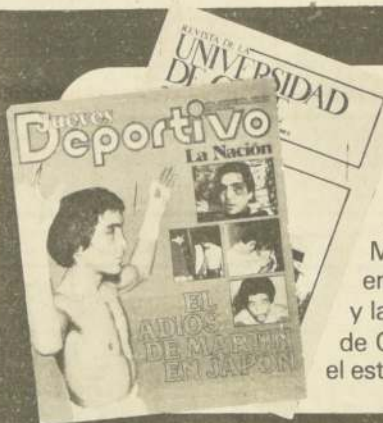 REVISTA DE LA
UNIVERSIDAD
DE
Jueves
Deportivo
La Nación
EL
ADIOS
DE MARTIN
EN JAPON
M
en
y la
de C
el est